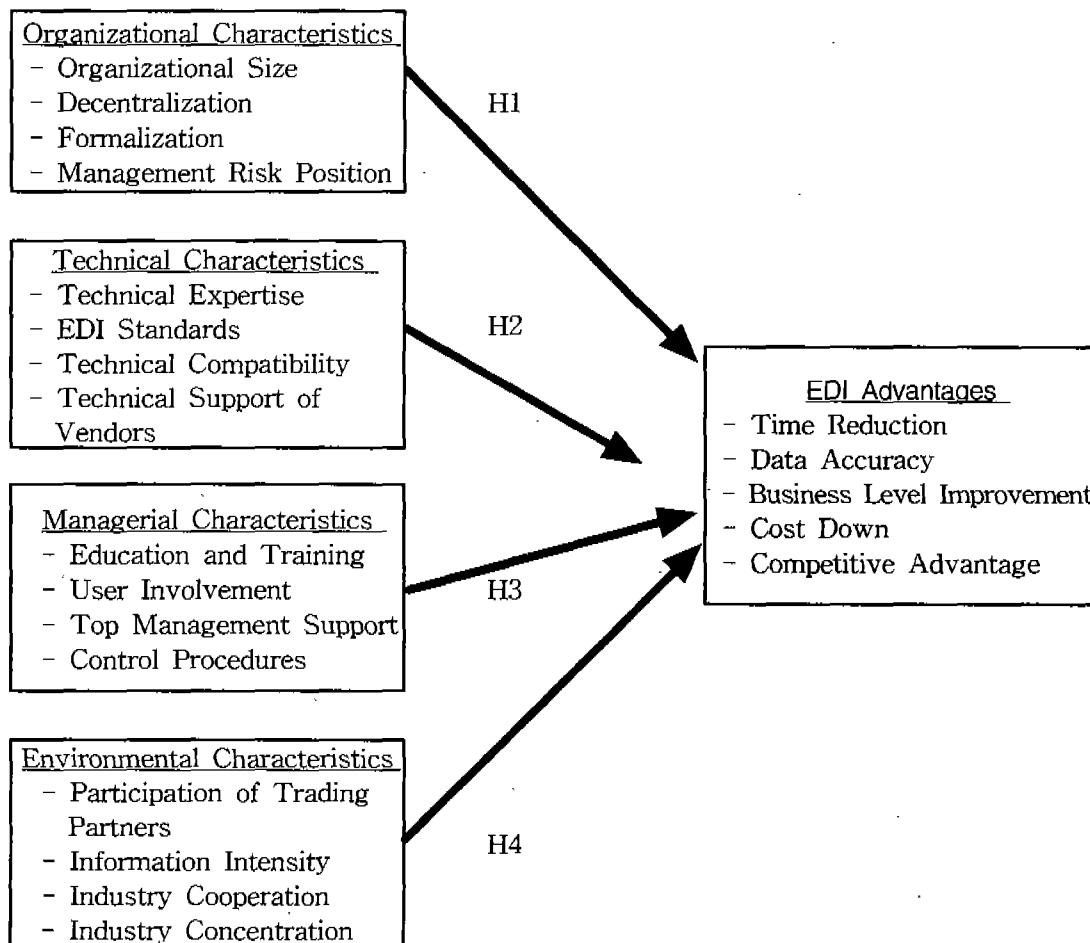 Organizational Characteristics
- Organizational Size
- Decentralization
- Formalization
- Management Risk Position
H1
Technical Characteristics
- Technical Expertise
- EDI Standards
- Technical Compatibility
- Technical Support of
Vendors
H2
Managerial Characteristics
- Education and Training
- User Involvement
- Top Management Support
- Control Procedures
H3
Environmental Characteristics
- Participation of Trading
Partners
- Information Intensity
- Industry Cooperation
- Industry Concentration
H4
EDI Advantages
- Time Reduction
- Data Accuracy
- Business Level Improvement
- Cost Down
- Competitive Advantage